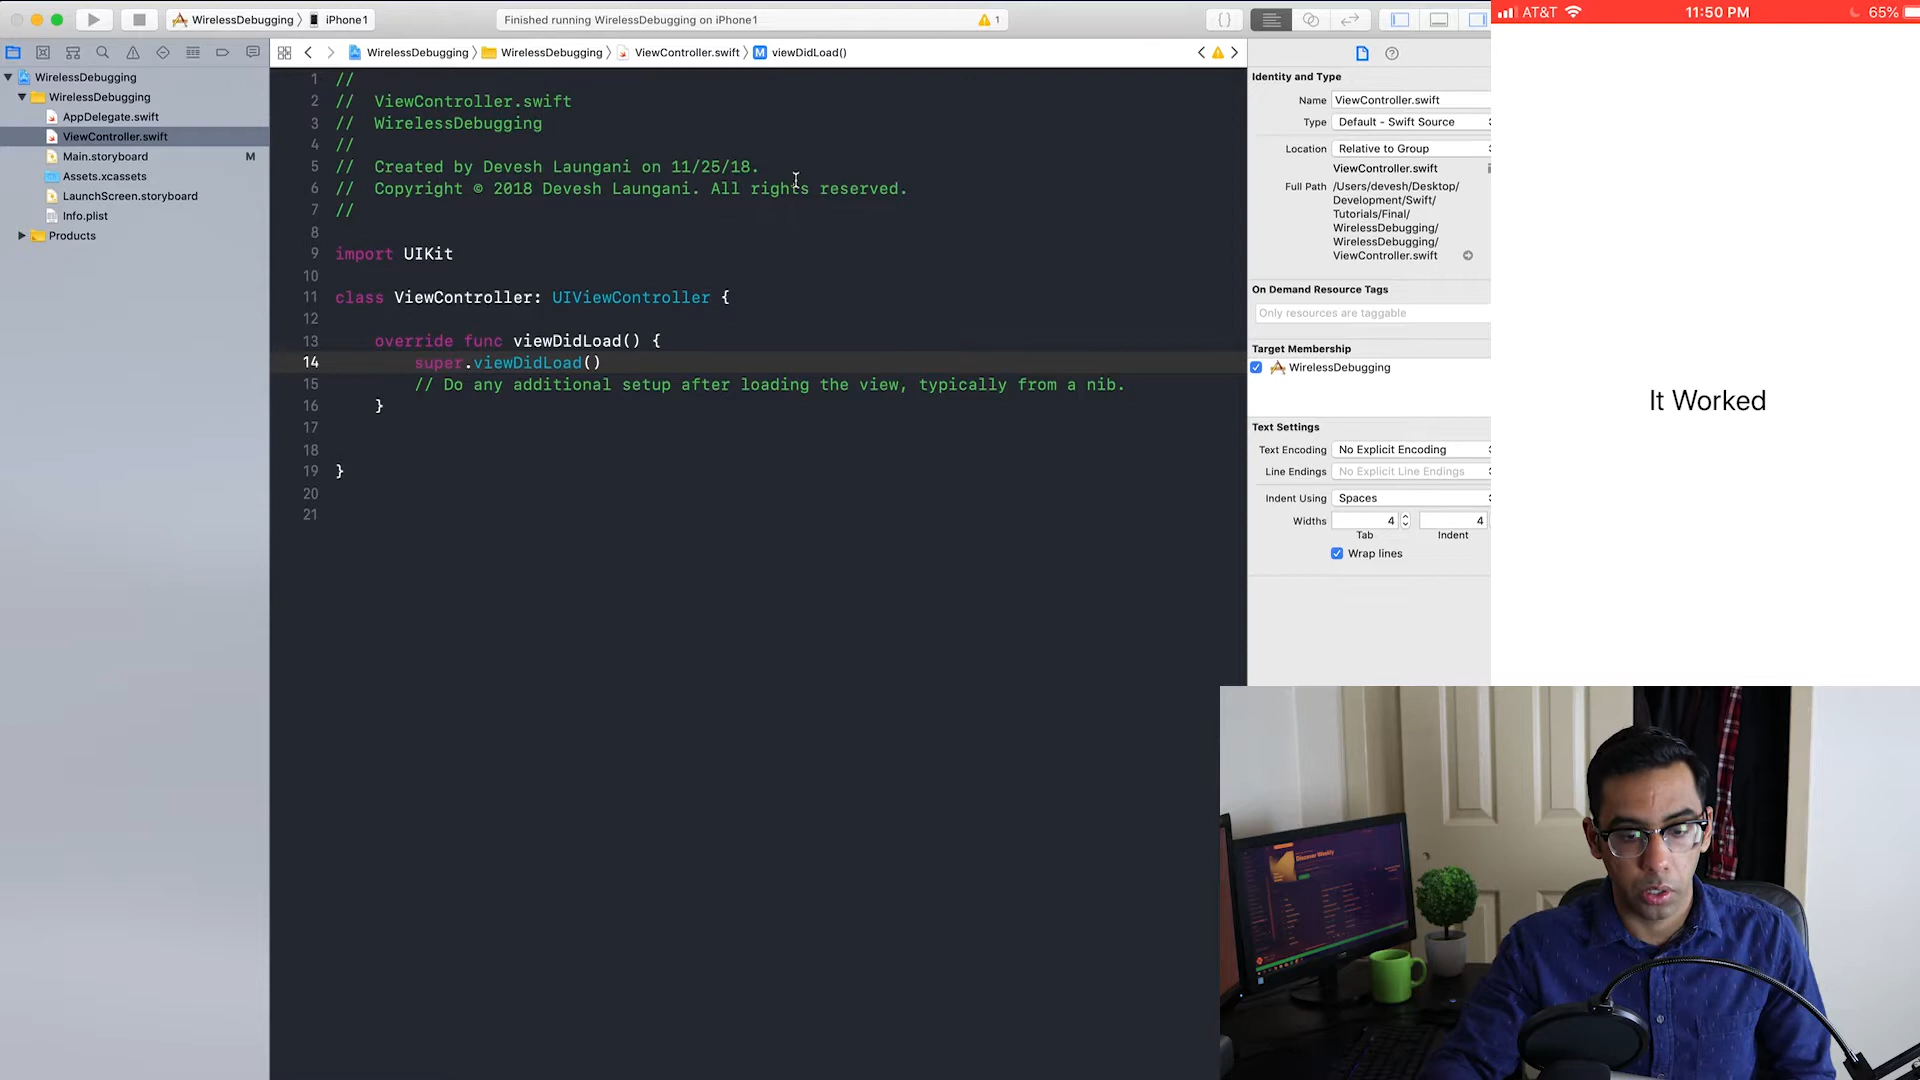 WirelessDebugging 〉 iPhone1
Finished running WirelessDebugging on iPhone1
1
AT&T
11:50 PM
65%
WirelessDebugging 〉 WirelessDebugging 〉 ViewController.swift 〉 M viewDidLoad()
WirelessDebugging
WirelessDebugging
AppDelegate.swift
ViewController.swift
Main.storyboard M
Assets.xcassets
LaunchScreen.storyboard
Info.plist
Products
1 //
2 //  ViewController.swift
3 //  WirelessDebugging
4 //
5 //  Created by Devesh Laungani on 11/25/18.
6 //  Copyright © 2018 Devesh Laungani. All rights reserved.
7 //
8
9 import UIKit
10
11 class ViewController: UIViewController {
12
13     override func viewDidLoad() {
14         super.viewDidLoad()
15         // Do any additional setup after loading the view, typically from a nib.
16     }
17
18
19 }
20
21
Identity and Type
Name ViewController.swift
Type Default - Swift Source
Location Relative to Group
ViewController.swift
Full Path /Users/devesh/Desktop/
Development/Swift/
Tutorials/Final/
WirelessDebugging/
WirelessDebugging/
ViewController.swift
On Demand Resource Tags
Only resources are taggable
Target Membership
WirelessDebugging
Text Settings
Text Encoding No Explicit Encoding
Line Endings No Explicit Line Endings
Indent Using Spaces
Widths 4 4
Tab Indent
Wrap lines
It Worked
Discover Weekly